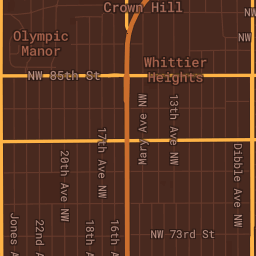 Crown Hill
NW
Olympic
Manor
NW
Whittier
Heights
NW 85th St
Mary Ave NW
13th Ave NW
17th Ave NW
20th Ave NW
Dibble Ave NW
Jones A
22nd A
18th A
16th A
NW 73rd St